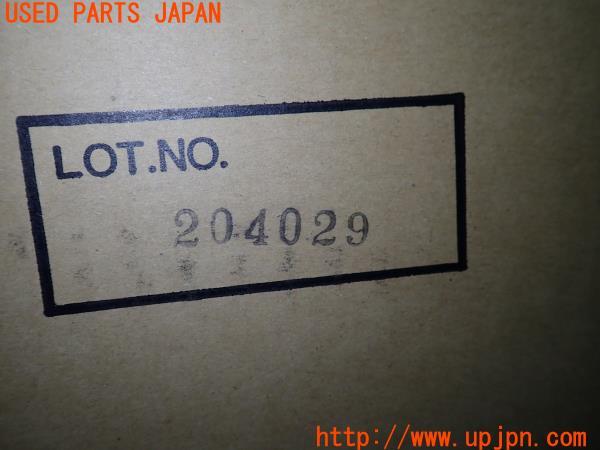 USED PARTS JAPAN
LOT.NO.
204029
http://www.upjpn.com/